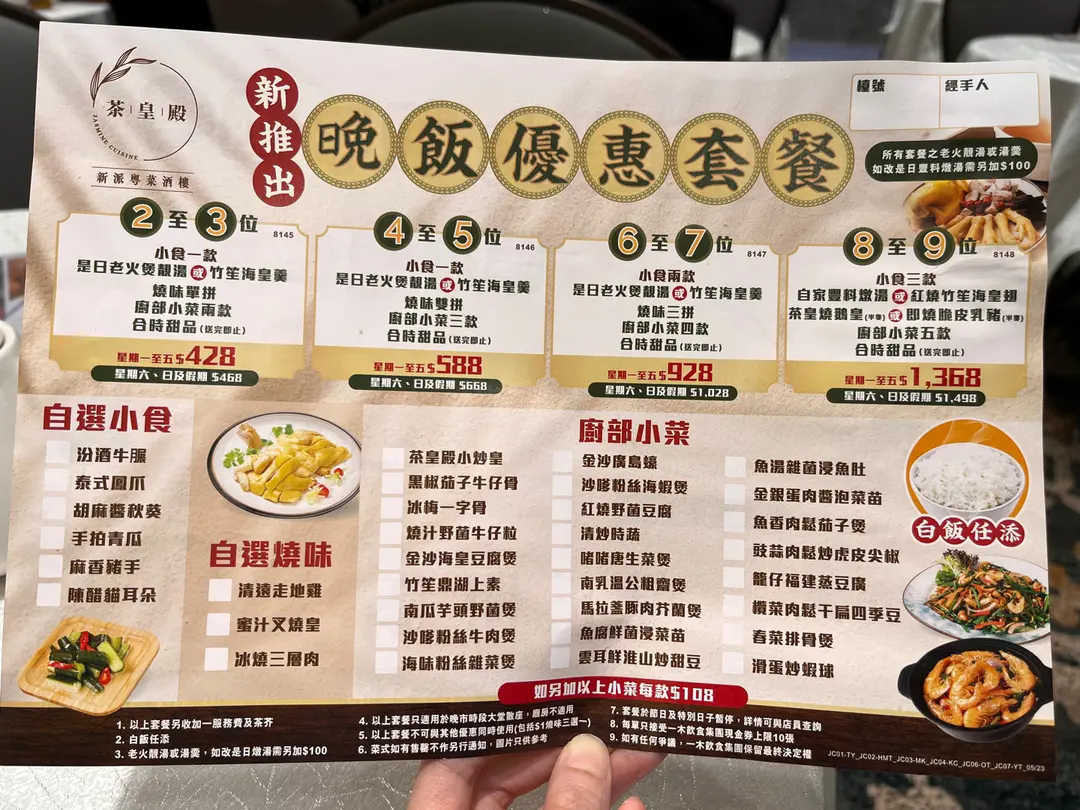 茶皇殿
JASMINE CUISINE
新派粵菜酒樓
新推出
晚飯優惠套餐
檯號
經手人
所有套餐之老火靚湯或湯羹
如改是日豐料燉湯需另加$100
2至3位
8145
小食一款
是日老火煲靚湯或竹笙海皇羹
燒味單拼
廚部小菜兩款
合時甜品(送完即止)
星期一至五$428
星期六、日及假期 $468
4至5位
8146
小食一款
是日老火煲靚湯或竹笙海皇羹
燒味雙拼
廚部小菜三款
合時甜品(送完即止)
星期一至五$588
星期六、日及假期 $668
6至7位
8147
小食兩款
是日老火煲靚湯或竹笙海皇羹
燒味三拼
廚部小菜四款
合時甜品(送完即止)
星期一至五$928
星期六、日及假期 $1,028
8至9位
8148
小食三款
自家豐料燉湯或紅燒竹笙海皇翅
茶皇燒鵝皇(半隻)或即燒脆皮乳豬(半隻)
廚部小菜五款
合時甜品(送完即止)
星期一至五$1,368
星期六、日及假期 $1,498
自選小食
汾酒牛𦟌
泰式鳳爪
胡麻醬秋葵
手拍青瓜
麻香豬手
陳醋貓耳朵
自選燒味
清遠走地雞
蜜汁叉燒皇
冰燒三層肉
廚部小菜
茶皇殿小炒皇
黑椒茄子牛仔骨
冰梅一字骨
燒汁野菌牛仔粒
金沙海皇豆腐煲
竹笙鼎湖上素
南瓜芋頭野菌煲
沙嗲粉絲牛肉煲
海味粉絲雜菜煲
金沙廣島蠔
沙嗲粉絲海蝦煲
紅燒野菌豆腐
清炒時蔬
啫啫唐生菜煲
南乳溫公粗齋煲
馬拉盞豚肉芥蘭煲
魚腐鮮菌浸菜苗
雲耳鮮淮山炒甜豆
魚湯雜菌浸魚肚
金銀蛋肉醬泡菜苗
魚香肉鬆茄子煲
豉蒜肉鬆炒虎皮尖椒
籠仔福建蒸豆廣
欖菜肉鬆干扁四季豆
春菜排骨煲
滑蛋炒蝦球
白飯任添
如另加以上小菜每款$108
1. 以上套餐另收加一服務費及茶芥
2. 白飯任添
3. 老火靚湯或湯羹，如改是日燉湯需另加$100
4. 以上套餐只適用於晚市時段大堂散座，廳房不適用
5. 以上套餐不可與其他優惠同時使用(包括$1燒味三選一)
6. 菜式如有售罄不作另行通知，圖片只供參考
7. 套餐於節日及特別日子暫停，詳情可與店員查詢
8. 每單只接受一木飲食集團現金券上限10張
9. 如有任何爭議，一木飲食集團保留最終決定權
JC01-TY_JC02-HMT_JC03-MK_JC04-KC_JC06-OT_JC07-YT_05/23